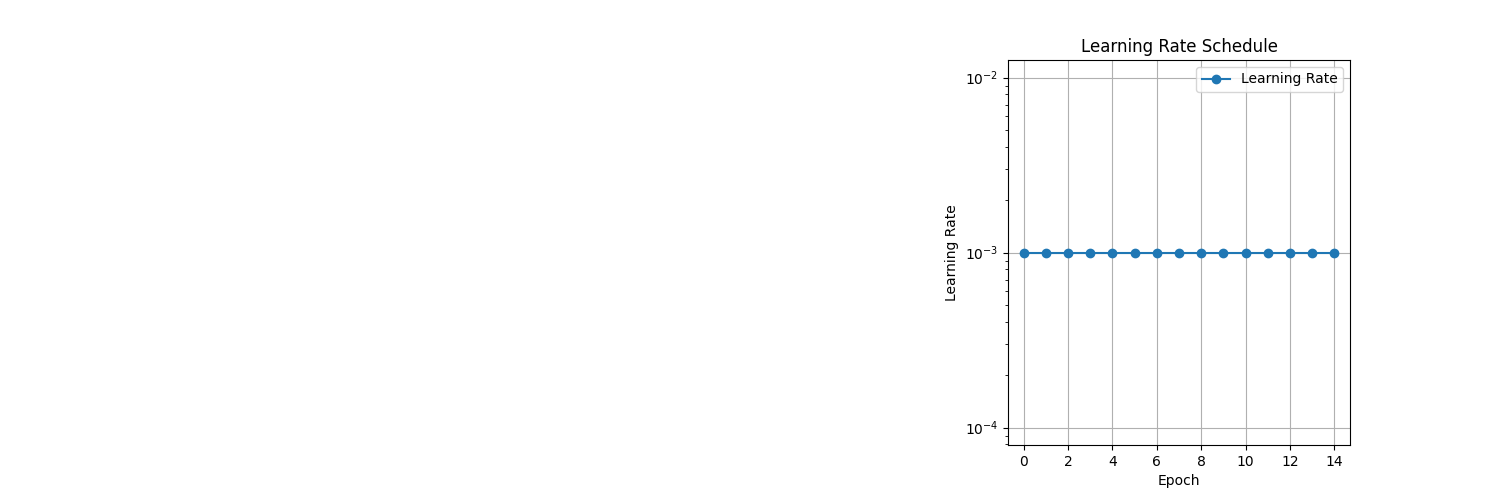 Learning Rate Schedule
Learning Rate
10⁻²
10⁻³
10⁻⁴
Learning Rate
0 2 4 6 8 10 12 14
Epoch